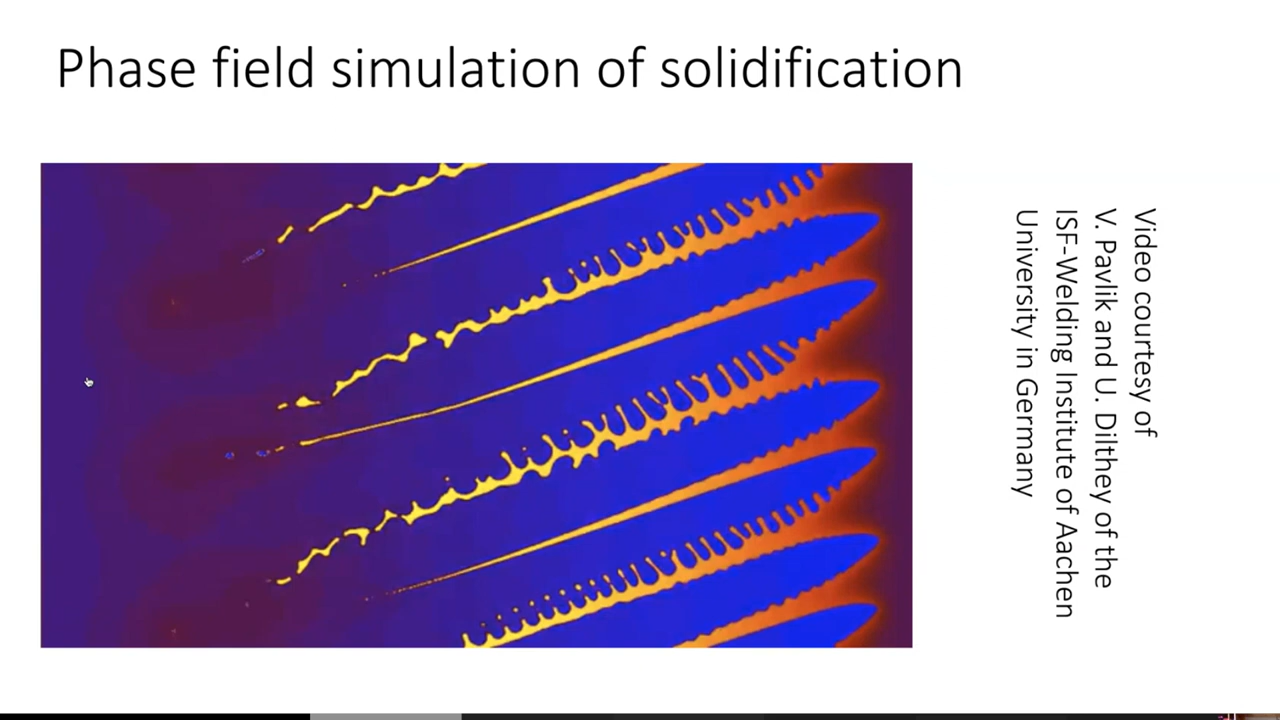 Phase field simulation of solidification
Video courtesy of
V. Pavlik and U. Dilthey of the
ISF-Welding Institute of Aachen
University in Germany